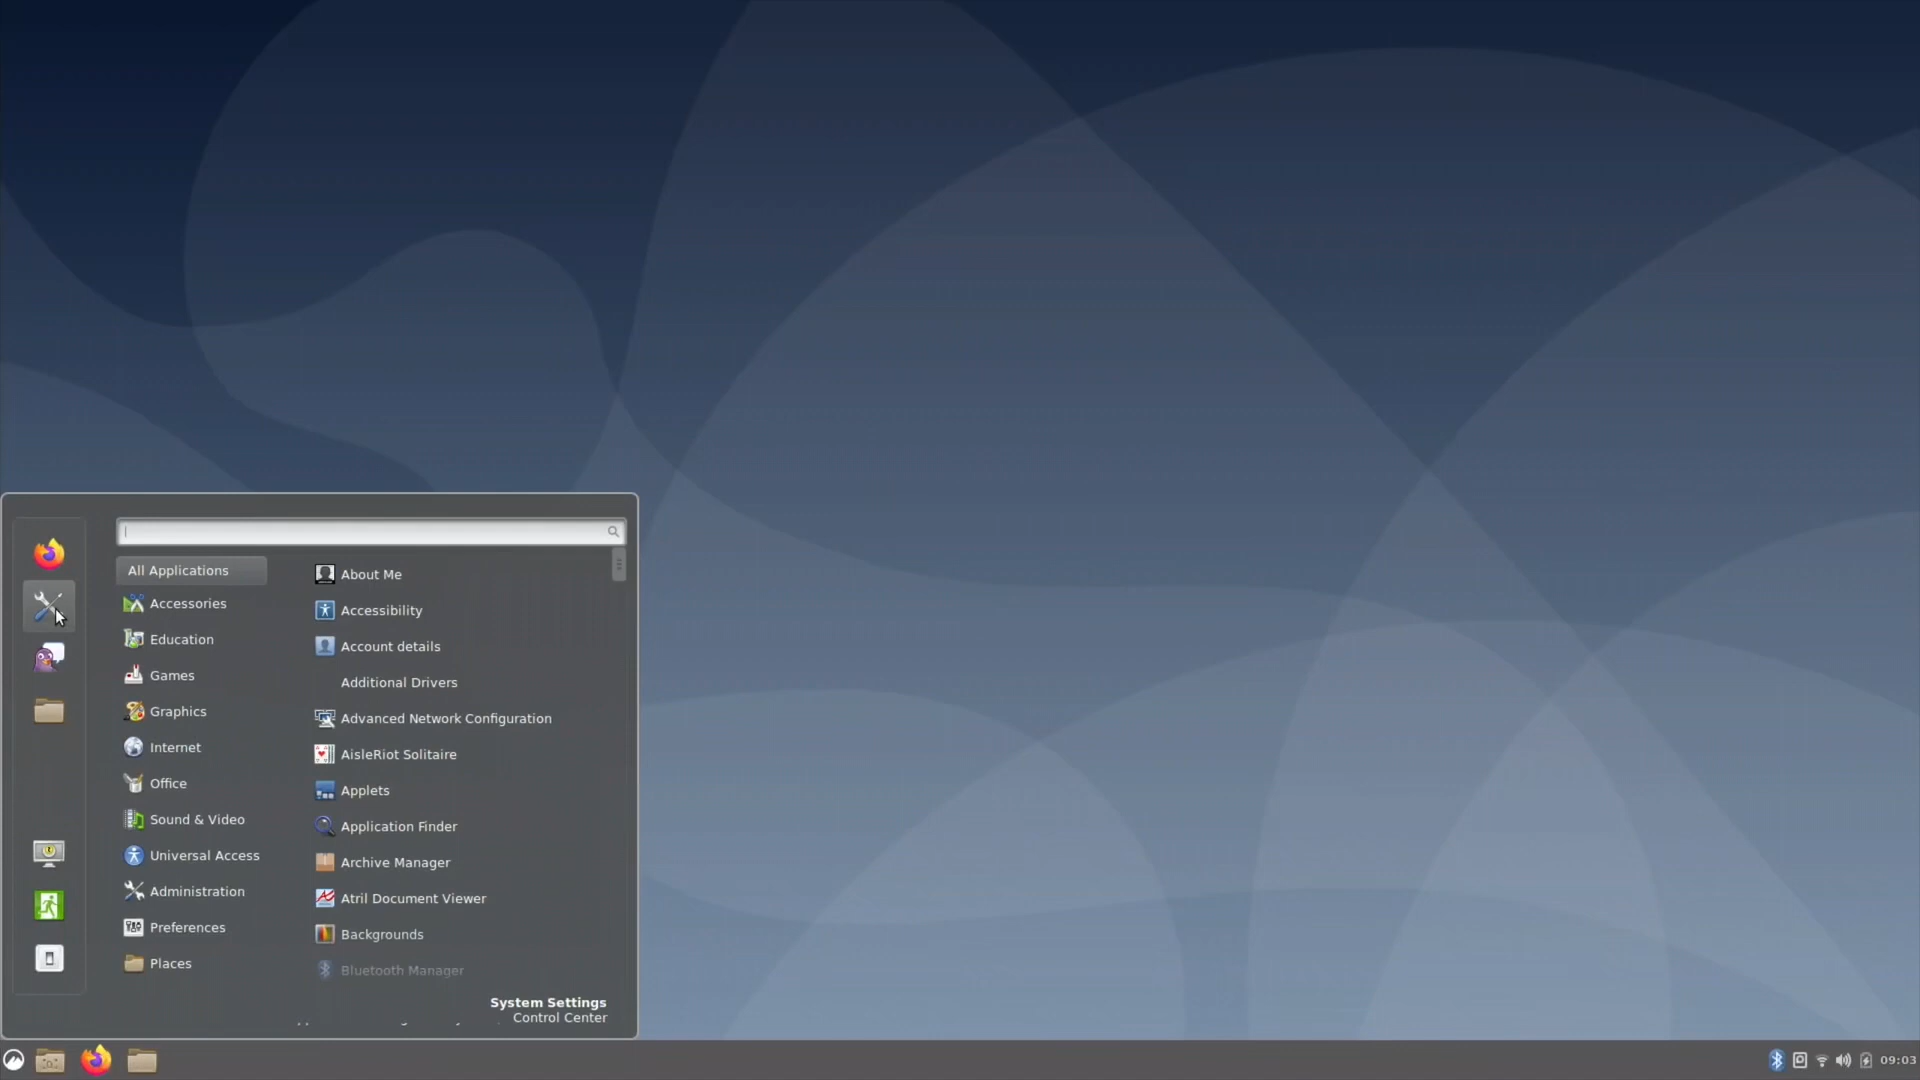 All Applications
Accessories
Education
Games
Graphics
Internet
Office
Sound & Video
Universal Access
Administration
Preferences
Places
About Me
Accessibility
Account details
Additional Drivers
Advanced Network Configuration
AisleRiot Solitaire
Applets
Application Finder
Archive Manager
Atril Document Viewer
Backgrounds
Bluetooth Manager
System Settings
Control Center
09:03